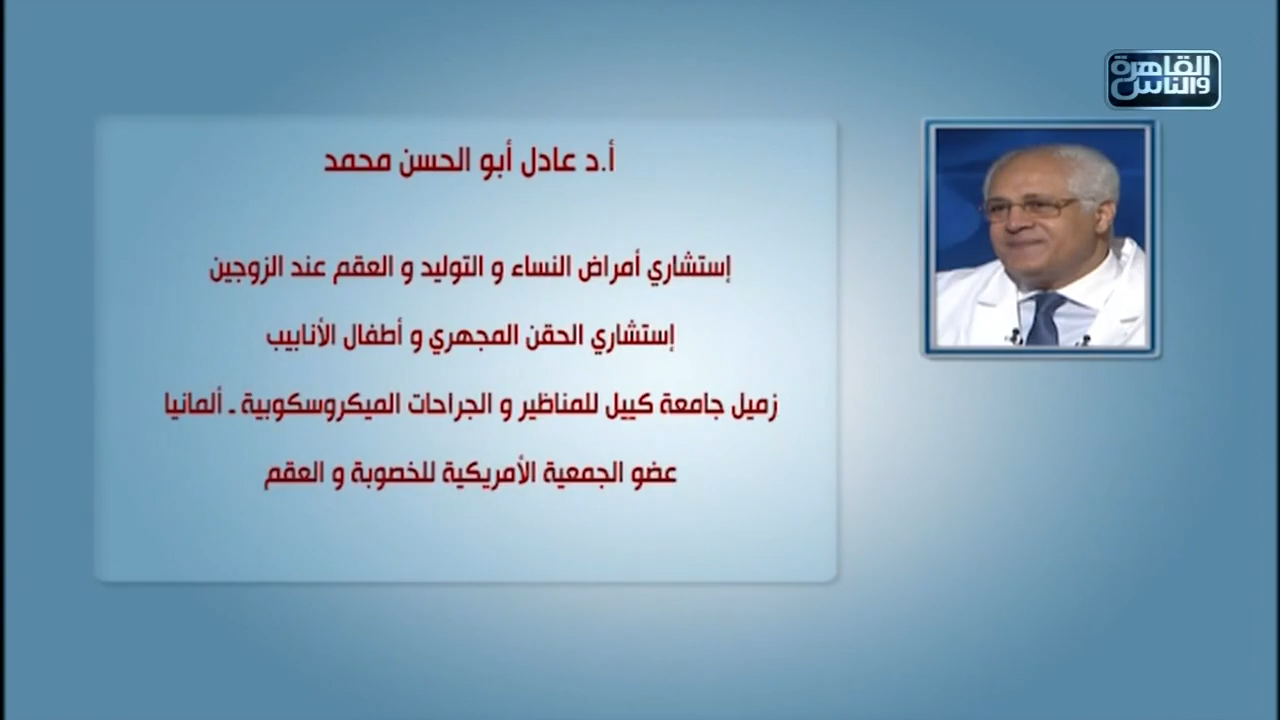 القاهرة
والناس
أ.د عادل أبو الحسن محمد
إستشاري أمراض النساء و التوليد و العقم عند الزوجين
إستشاري الحقن المجهري و أطفال الأنابيب
زميل جامعة كييل للمناظير و الجراحات الميكروسكوبية - ألمانيا
عضو الجمعية الأمريكية للخصوبة و العقم